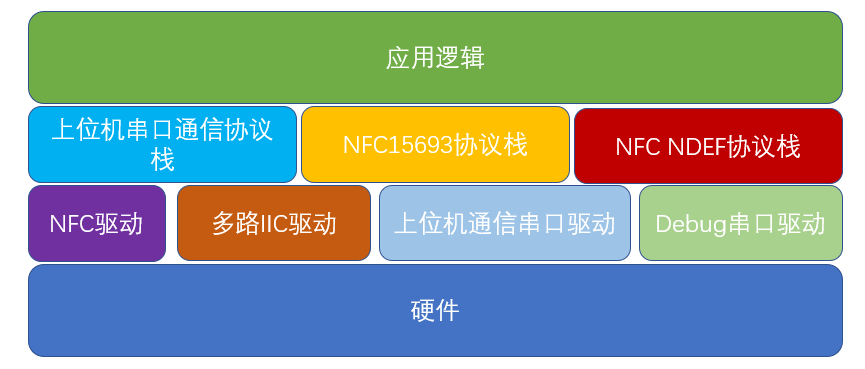 应用逻辑
上位机串口通信协议
栈
NFC15693协议栈
NFC NDEF协议栈
NFC驱动
多路IIC驱动
上位机通信串口驱动
Debug串口驱动
硬件